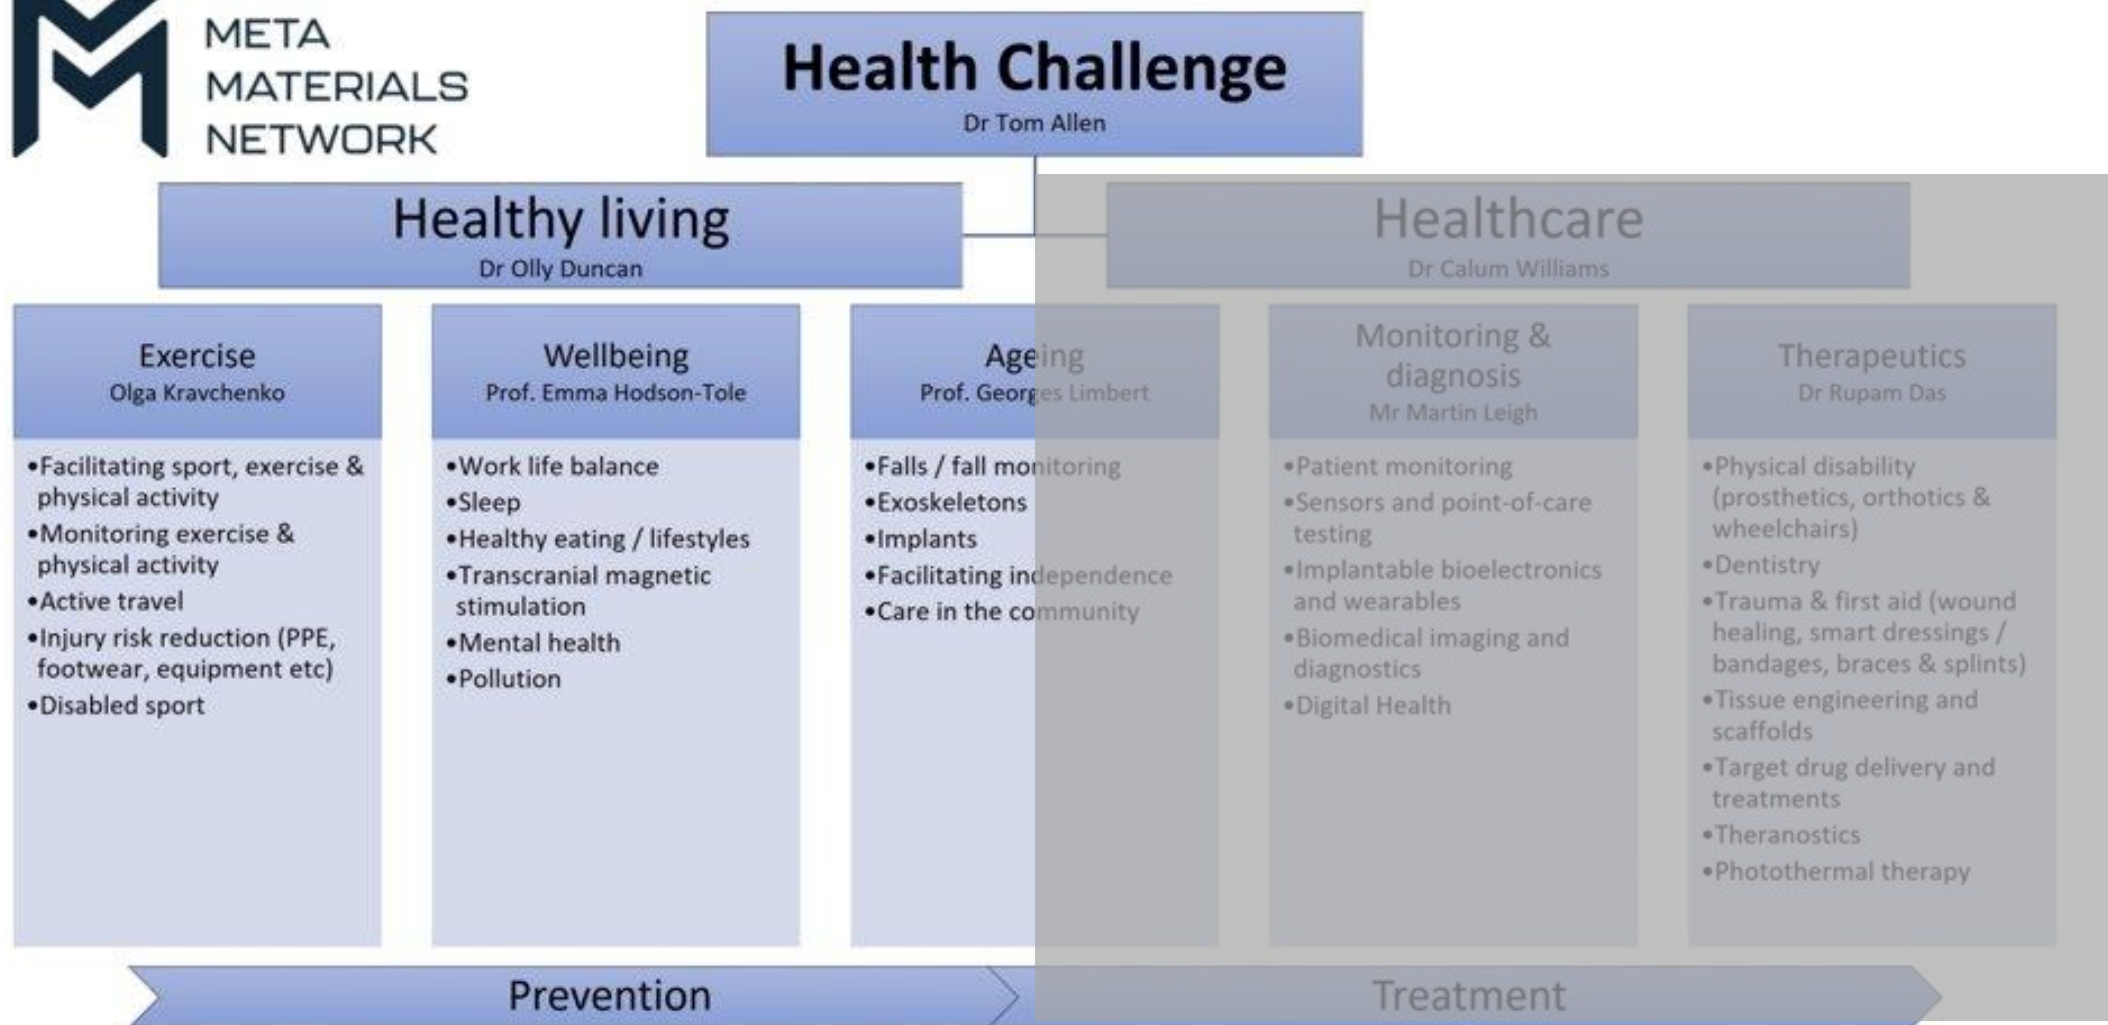 META
MATERIALS
NETWORK
Health Challenge
Dr Tom Allen
Healthy living
Dr Olly Duncan
Healthcare
Dr Calum Williams
Exercise
Olga Kravchenko
•Facilitating sport, exercise &
physical activity
•Monitoring exercise &
physical activity
•Active travel
•Injury risk reduction (PPE,
footwear, equipment etc)
•Disabled sport
Wellbeing
Prof. Emma Hodson-Tole
•Work life balance
•Sleep
•Healthy eating / lifestyles
•Transcranial magnetic
stimulation
•Mental health
•Pollution
Ageing
Prof. Georges Limbert
•Falls / fall monitoring
•Exoskeletons
•Implants
•Facilitating independence
•Care in the community
Monitoring &
diagnosis
Mr Martin Leigh
•Patient monitoring
•Sensors and point-of-care
testing
•Implantable bioelectronics
and wearables
•Biomedical imaging and
diagnostics
•Digital Health
Therapeutics
Dr Rupam Das
•Physical disability
(prosthetics, orthotics &
wheelchairs)
•Dentistry
•Trauma & first aid (wound
healing, smart dressings /
bandages, braces & splints)
•Tissue engineering and
scaffolds
•Target drug delivery and
treatments
•Theranostics
•Photothermal therapy
Prevention
Treatment